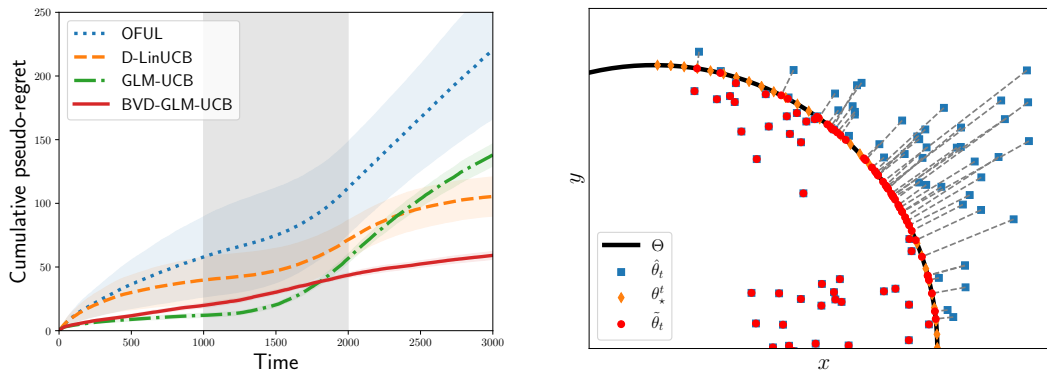 250
200
150
100
50
0
Cumulative pseudo-regret
OFUL
D-LinUCB
GLM-UCB
BVD-GLM-UCB
0 500 1000 1500 2000 2500 3000
Time
y
Θ
θ̂_t
θ_⋆^t
θ̃_t
x